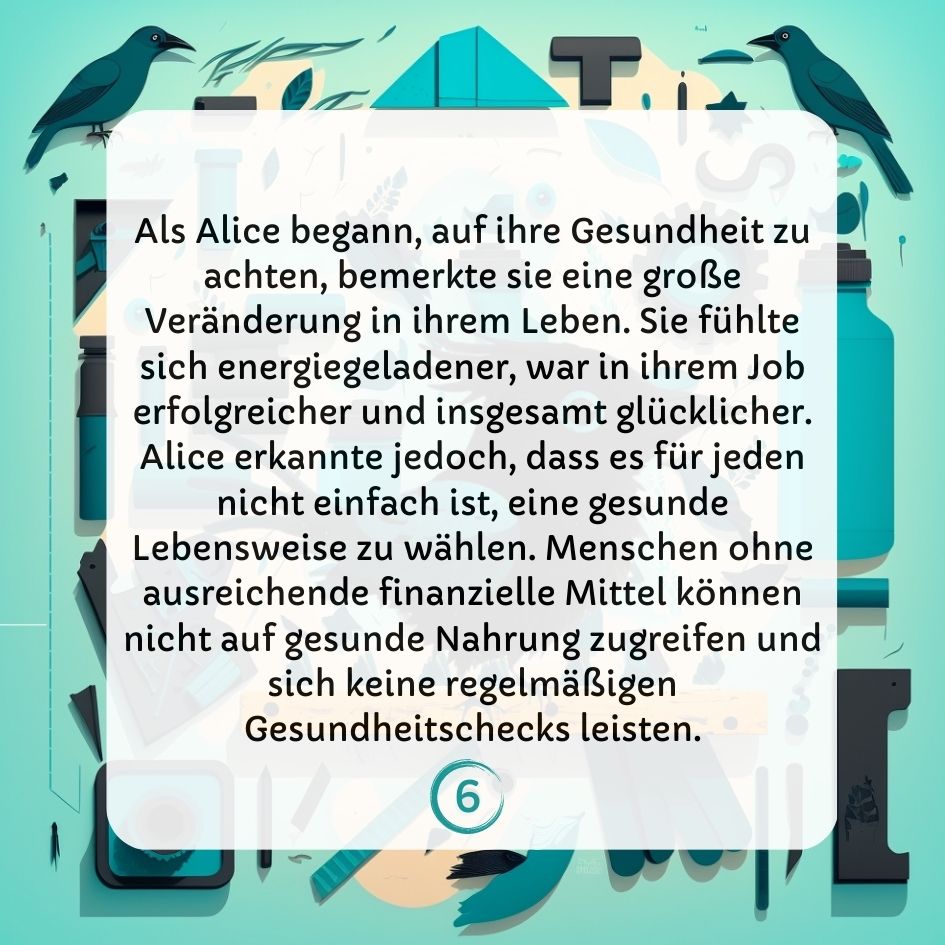 Als Alice begann, auf ihre Gesundheit zu
achten, bemerkte sie eine große
Veränderung in ihrem Leben. Sie fühlte
sich energiegeladener, war in ihrem Job
erfolgreicher und insgesamt glücklicher.
Alice erkannte jedoch, dass es für jeden
nicht einfach ist, eine gesunde
Lebensweise zu wählen. Menschen ohne
ausreichende finanzielle Mittel können
nicht auf gesunde Nahrung zugreifen und
sich keine regelmäßigen
Gesundheitschecks leisten.
6